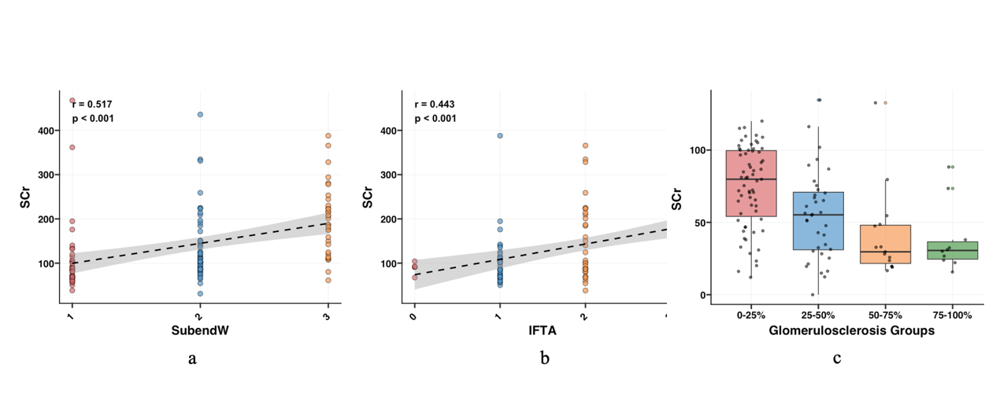 r = 0.517
p < 0.001
400
300
200
100
SCr
1
2
3
SubendW
a
r = 0.443
p < 0.001
400
300
200
100
SCr
0
1
2
IFTA
b
100
50
0
SCr
0-25%
25-50%
50-75%
75-100%
Glomerulosclerosis Groups
c